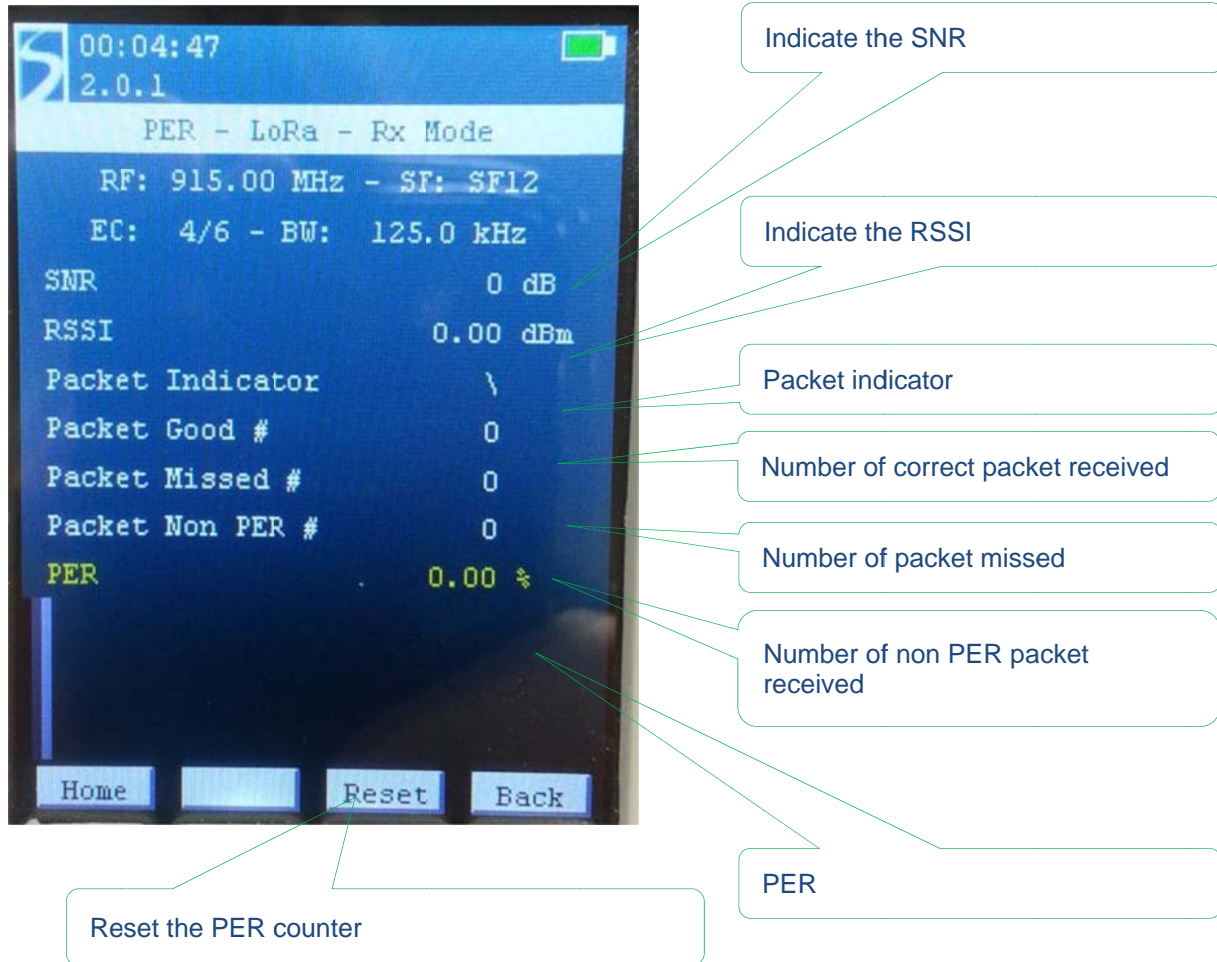 00:04:47
2.0.1
PER - LoRa - Rx Mode
RF: 915.00 MHz - SF: SF12
EC: 4/6 - BW: 125.0 kHz
SNR 0 dB
RSSI 0.00 dBm
Packet Indicator \
Packet Good # 0
Packet Missed # 0
Packet Non PER # 0
PER 0.00 %
Home Reset Back
Indicate the SNR
Indicate the RSSI
Packet indicator
Number of correct packet received
Number of packet missed
Number of non PER packet
received
PER
Reset the PER counter